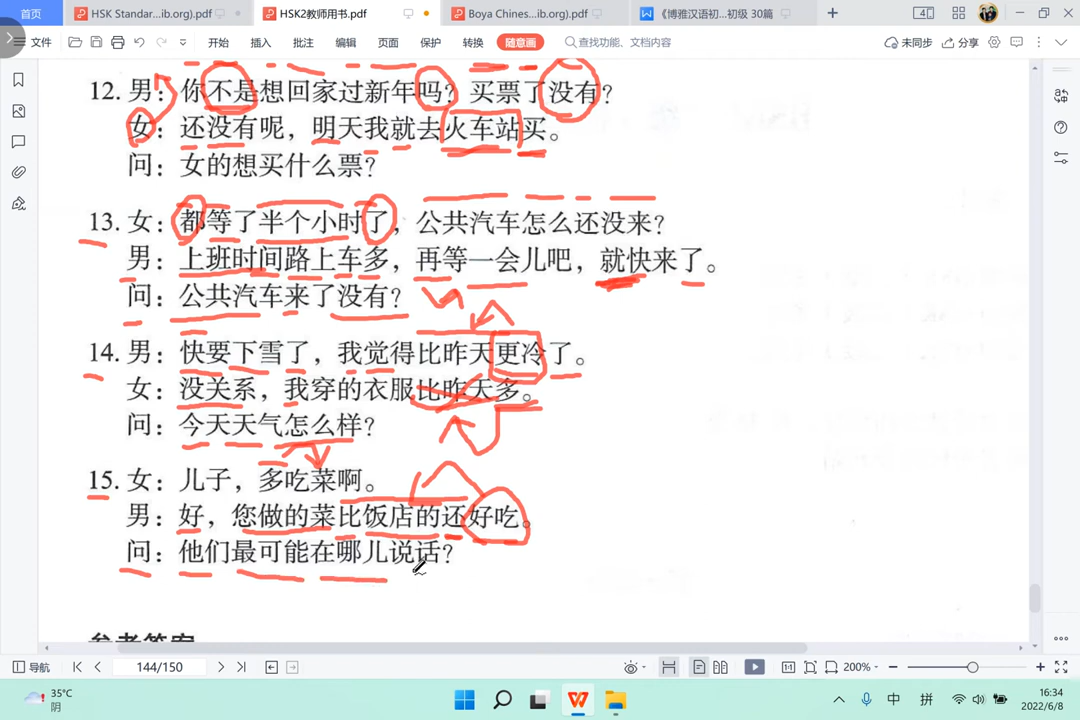 首页 HSK Standar...ib.org).pdf HSK2教师用书.pdf Boya Chines...ib.org).pdf 《博雅汉语初...初级 30篇 + 4
文件 开始 插入 批注 编辑 页面 保护 转换 随意画 查找功能、文档内容 未同步 分享
12. 男：你不是想回家过新年吗？买票了没有？
女：还没有呢，明天我就去火车站买。
问：女的想买什么票？
13. 女：都等了半个小时了，公共汽车怎么还没来？
男：上班时间路上车多，再等一会儿吧，就快来了。
问：公共汽车来了没有？
14. 男：快要下雪了，我觉得比昨天更冷了。
女：没关系，我穿的衣服比昨天多。
问：今天天气怎么样？
15. 女：儿子，多吃菜啊。
男：好，您做的菜比饭店的还好吃。
问：他们最可能在哪儿说话？
参考答案
导航 144/150 1:1 200%
35°C
阴
中 拼 16:34
2022/6/8